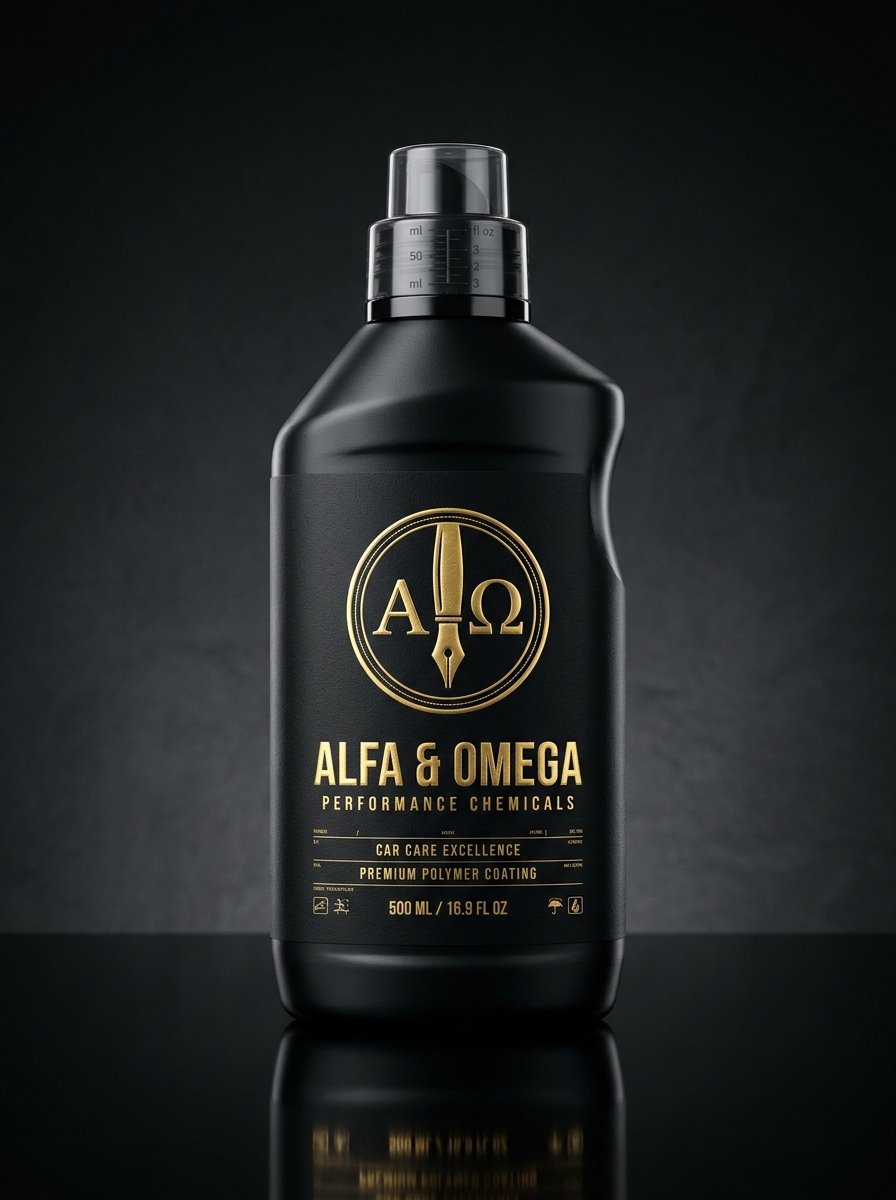 ml fl oz
3
50
2
ml 3
A Ω
ALFA & OMEGA
PERFORMANCE CHEMICALS
CAR CARE EXCELLENCE
PREMIUM POLYMER COATING
500 ML / 16.9 FL OZ